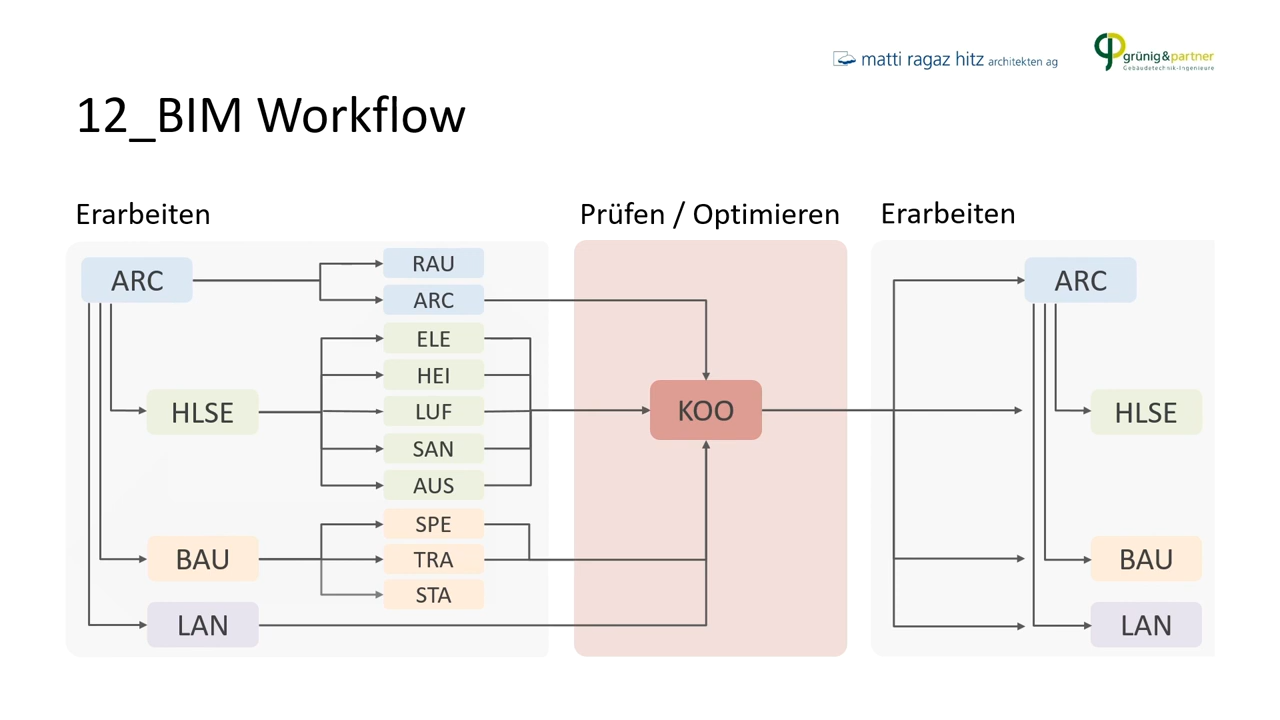 matti ragaz hitz architekten ag
grünig&partner
Gebäudetechnik-Ingenieure
12_BIM Workflow
Erarbeiten
Prüfen / Optimieren
Erarbeiten
ARC
RAU
ARC
ELE
HEI
HLSE
LUF
SAN
AUS
SPE
BAU
TRA
STA
LAN
KOO
ARC
HLSE
BAU
LAN